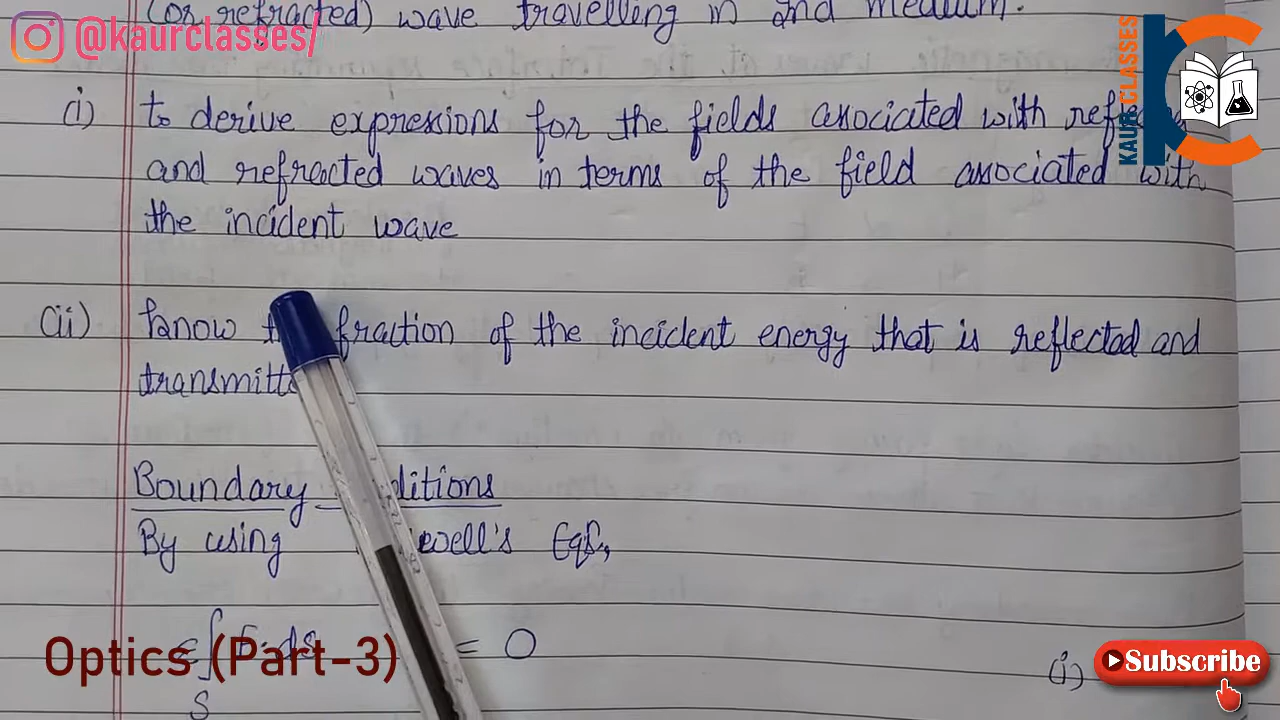 (or refracted) wave travelling in 2nd medium.
@kaurclasses/
KAURCLASSES
(i) to derive expressions for the fields associated with
and refracted waves in terms of the field associated with
the incident wave
(ii) know fraction of the incident energy that is reflected and
Boundary
By using Eqs,
= 0
S
(i)
Optics (Part-3)
Subscribe